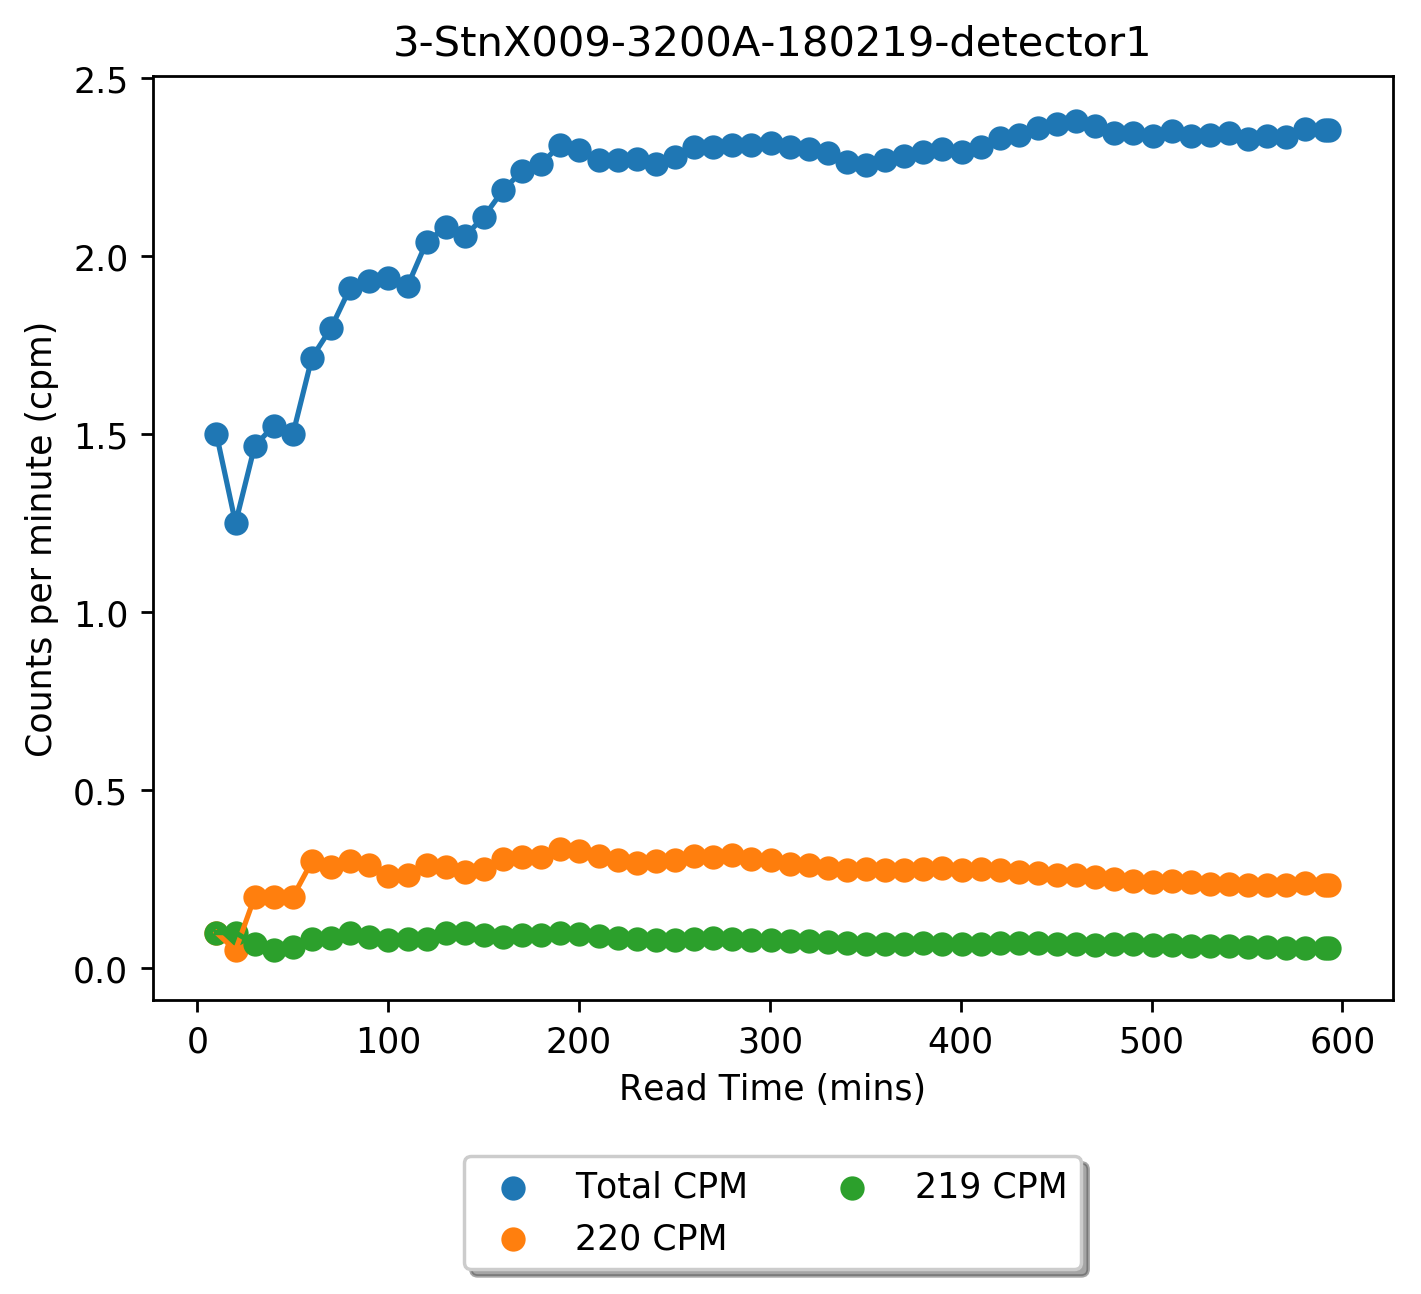 3-StnX009-3200A-180219-detector1
Counts per minute (cpm)
2.5
2.0
1.5
1.0
0.5
0.0
0 100 200 300 400 500 600
Read Time (mins)
Total CPM 219 CPM
220 CPM